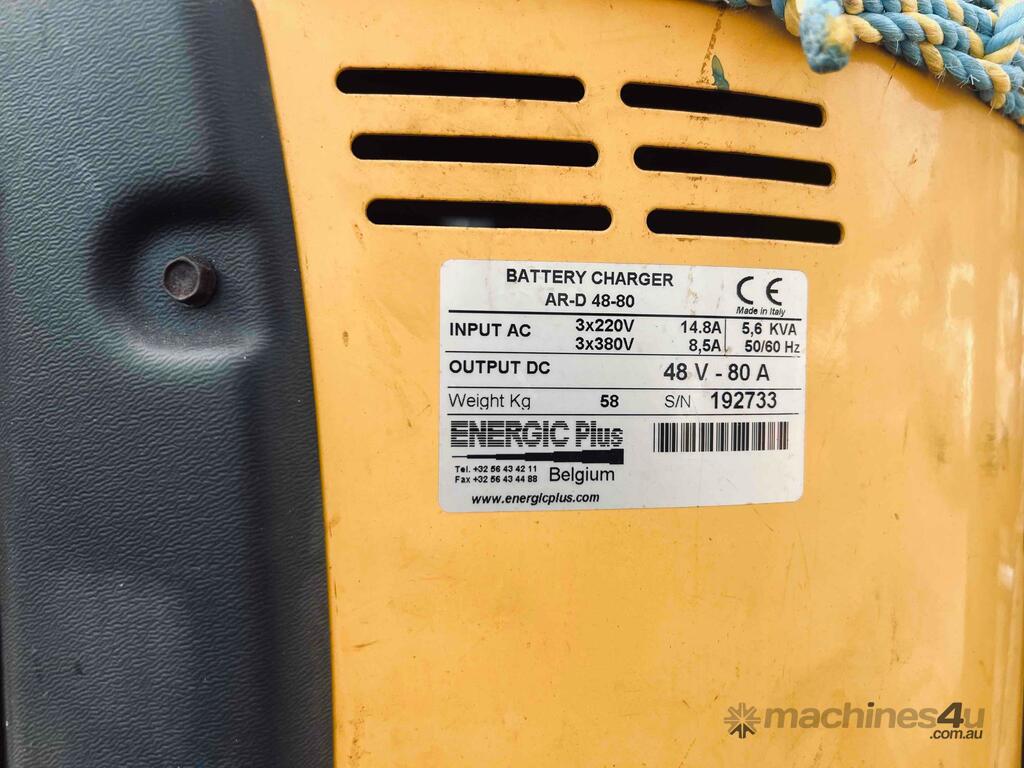 BATTERY CHARGER
AR-D 48-80
CE
Made in Italy
INPUT AC 3x220V 14.8A 5,6 KVA
3x380V 8,5A 50/60 Hz
OUTPUT DC 48 V - 80 A
Weight Kg 58 S/N 192733
ENERGIC Plus
Tel. +32 56 43 42 11
Fax +32 56 43 44 88 Belgium
www.energicplus.com
machines4u
.com.au